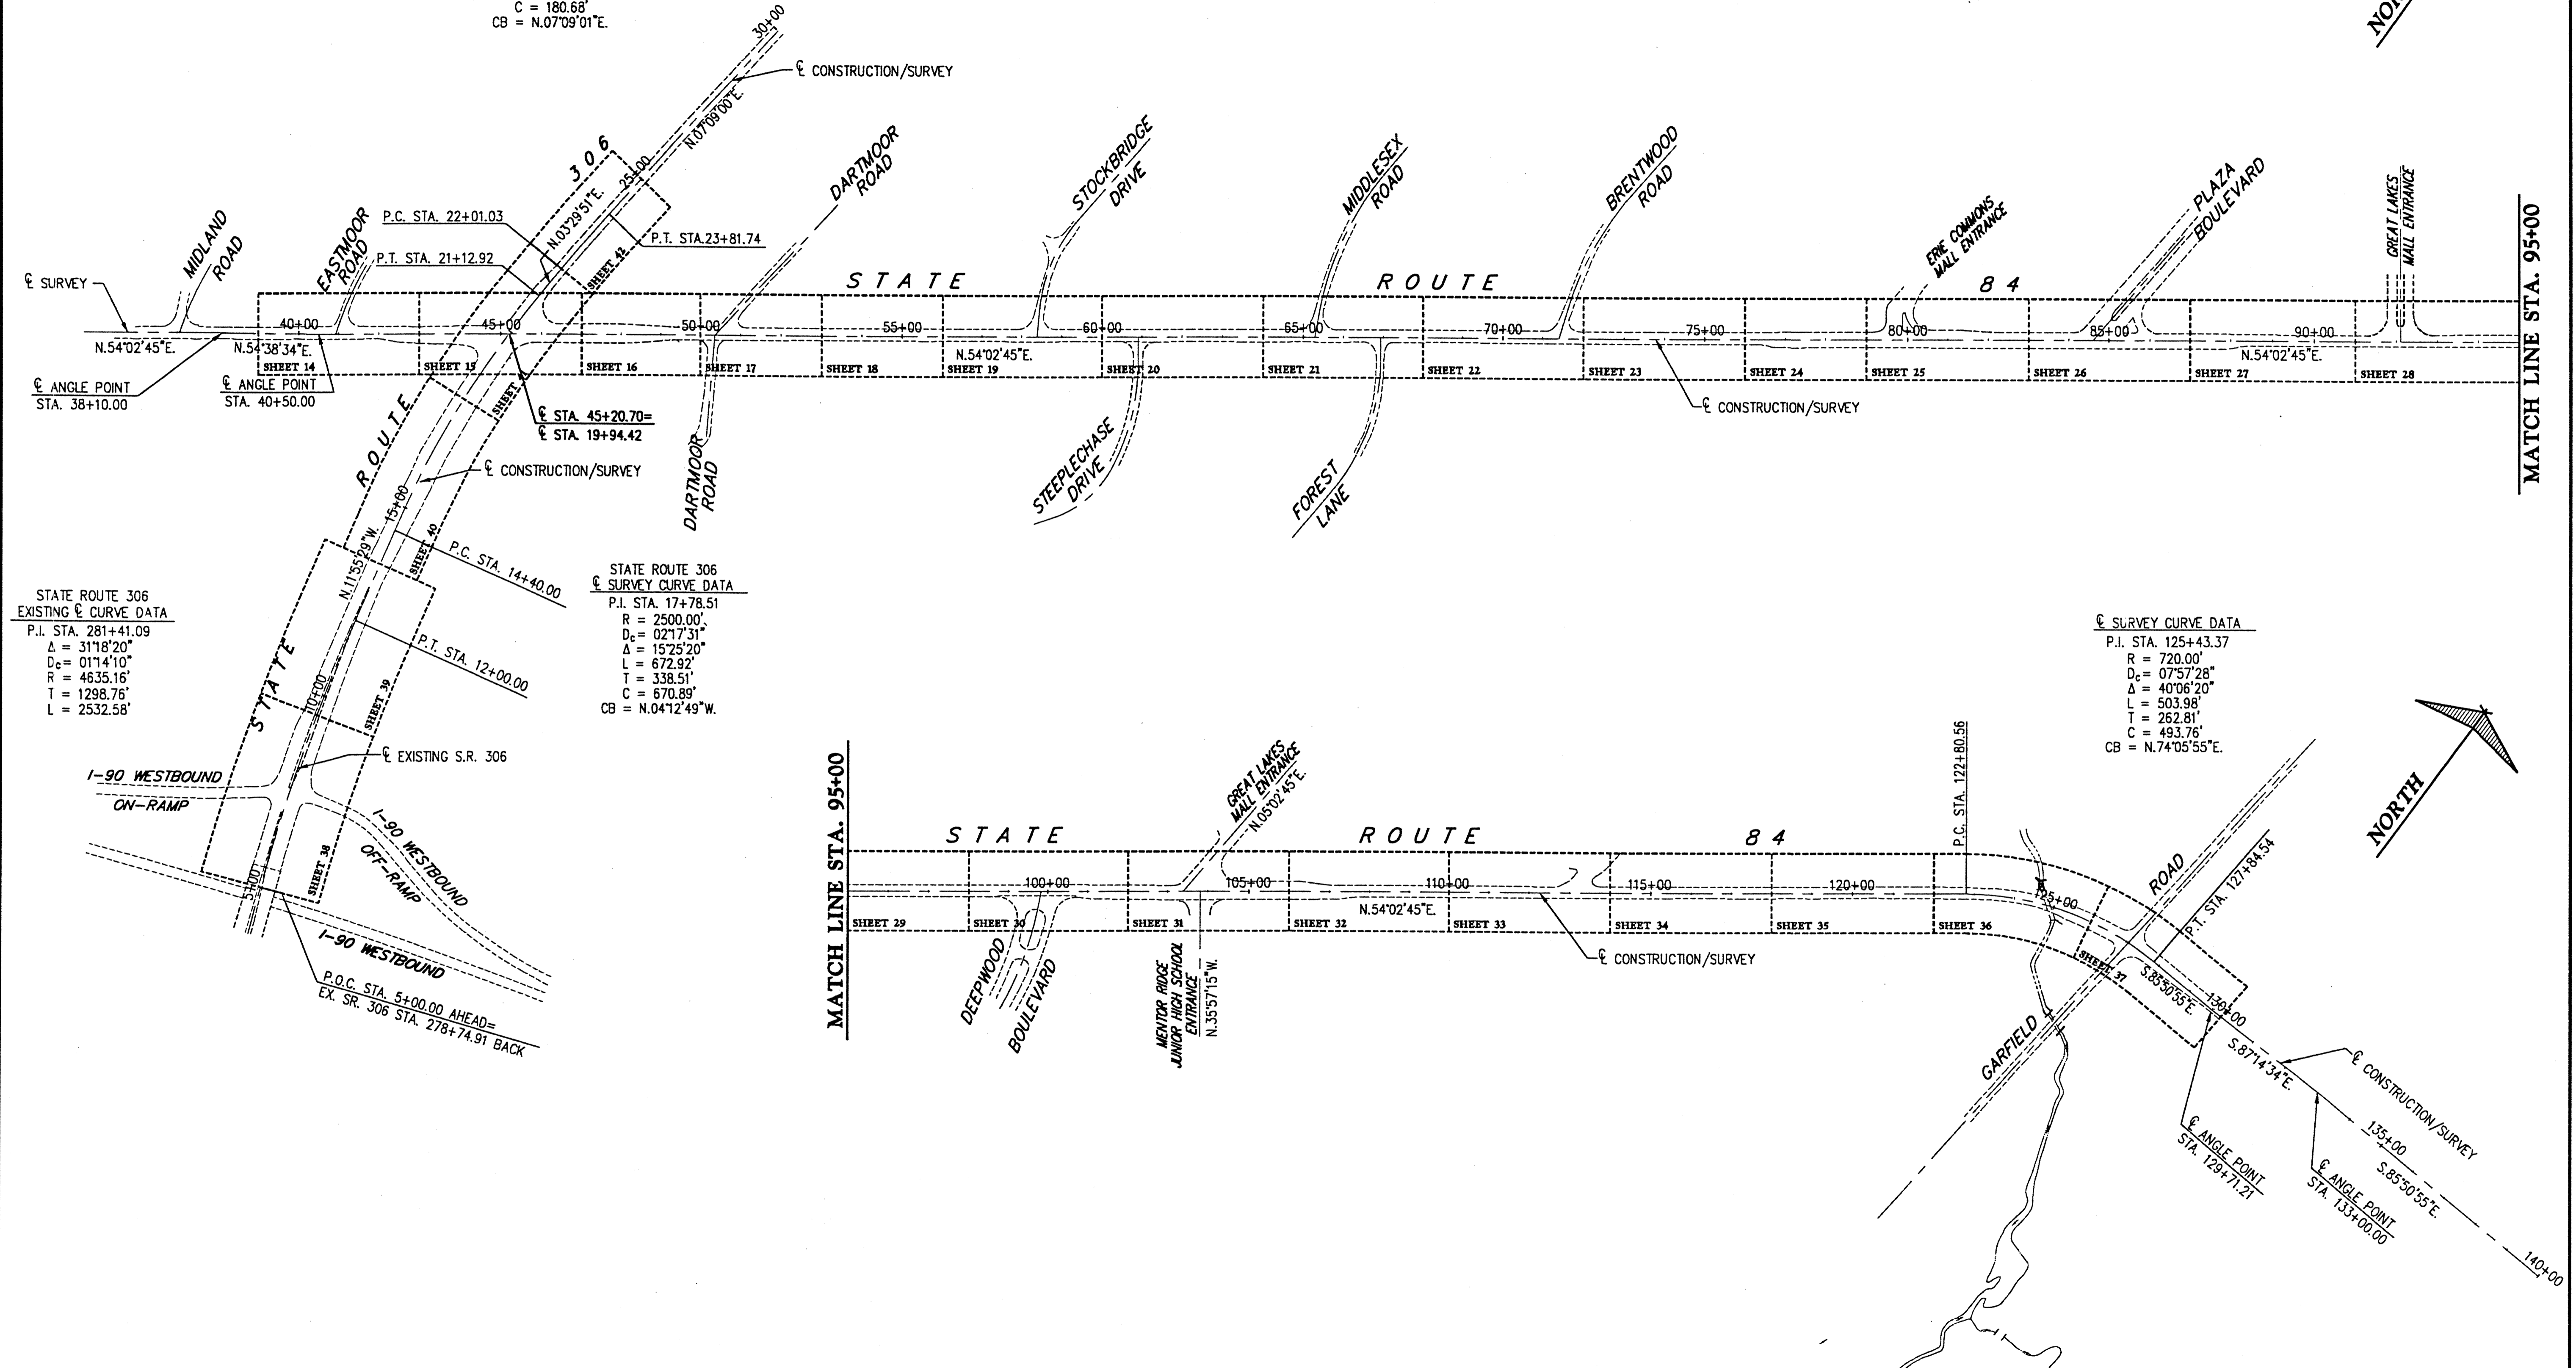 C = 180.68'
CB = N.07°09'01"E.
30+00
℄ CONSTRUCTION/SURVEY
N.07°09'00"E.
NOR
306
25+00
N.03°29'51"E.
P.C. STA. 22+01.03
P.T. STA. 21+12.92
P.T. STA.23+81.74
SHEET 42
MIDLAND
ROAD
EASTMOOR
ROAD
DARTMOOR
ROAD
STOCKBRIDGE
DRIVE
MIDDLESEX
ROAD
BRENTWOOD
ROAD
ERIE COMMONS
MALL ENTRANCE
PLAZA
BOULEVARD
GREAT LAKES
MALL ENTRANCE
MATCH LINE STA. 95+00
℄ SURVEY
STATE ROUTE 84
40+00
45+00
50+00
55+00
60+00
65+00
70+00
75+00
80+00
85+00
90+00
N.54°02'45"E.
N.54°38'34"E.
N.54°02'45"E.
N.54°02'45"E.
SHEET 14
SHEET 15
SHEET 16
SHEET 17
SHEET 18
SHEET 19
SHEET 20
SHEET 21
SHEET 22
SHEET 23
SHEET 24
SHEET 25
SHEET 26
SHEET 27
SHEET 28
℄ ANGLE POINT
STA. 38+10.00
℄ ANGLE POINT
STA. 40+50.00
℄ STA. 45+20.70=
℄ STA. 19+94.42
℄ CONSTRUCTION/SURVEY
ROUTE
℄ CONSTRUCTION/SURVEY
DARTMOOR
ROAD
STEEPLECHASE
DRIVE
FOREST
LANE
15+00
N.11°55'29"W.
SHEET 40
P.C. STA. 14+40.00
STATE ROUTE 306
EXISTING ℄ CURVE DATA
P.I. STA. 281+41.09
Δ = 31°18'20"
Dc= 01°14'10"
R = 4635.16'
T = 1298.76'
L = 2532.58'
STATE ROUTE 306
℄ SURVEY CURVE DATA
P.I. STA. 17+78.51
R = 2500.00'
Dc= 02°17'31"
Δ = 15°25'20"
L = 672.92'
T = 338.51'
C = 670.89'
CB = N.04°12'49"W.
℄ SURVEY CURVE DATA
P.I. STA. 125+43.37
R = 720.00'
Dc= 07°57'28"
Δ = 40°06'20"
L = 503.98'
T = 262.81'
C = 493.76'
CB = N.74°05'55"E.
P.T. STA. 12+00.00
STATE
10+00
SHEET 39
℄ EXISTING S.R. 306
I-90 WESTBOUND
ON-RAMP
I-90 WESTBOUND
OFF-RAMP
SHEET 38
5+00
I-90 WESTBOUND
P.O.C. STA. 5+00.00 AHEAD=
EX. SR. 306 STA. 278+74.91 BACK
NORTH
MATCH LINE STA. 95+00
GREAT LAKES
MALL ENTRANCE
N.05°02'45"E.
STATE ROUTE 84
P.C. STA. 122+80.56
100+00
105+00
110+00
115+00
120+00
125+00
N.54°02'45"E.
SHEET 29
SHEET 30
SHEET 31
SHEET 32
SHEET 33
SHEET 34
SHEET 35
SHEET 36
SHEET 37
℄ CONSTRUCTION/SURVEY
DEEPWOOD
BOULEVARD
MENTOR RIDGE
JUNIOR HIGH SCHOOL
ENTRANCE
N.35°57'15"W.
GARFIELD ROAD
P.T. STA. 127+84.54
S.85°50'55"E.
130+00
S.87°14'34"E.
℄ CONSTRUCTION/SURVEY
℄ ANGLE POINT
STA. 129+71.21
135+00
S.85°50'55"E.
℄ ANGLE POINT
STA. 133+00.00
140+00